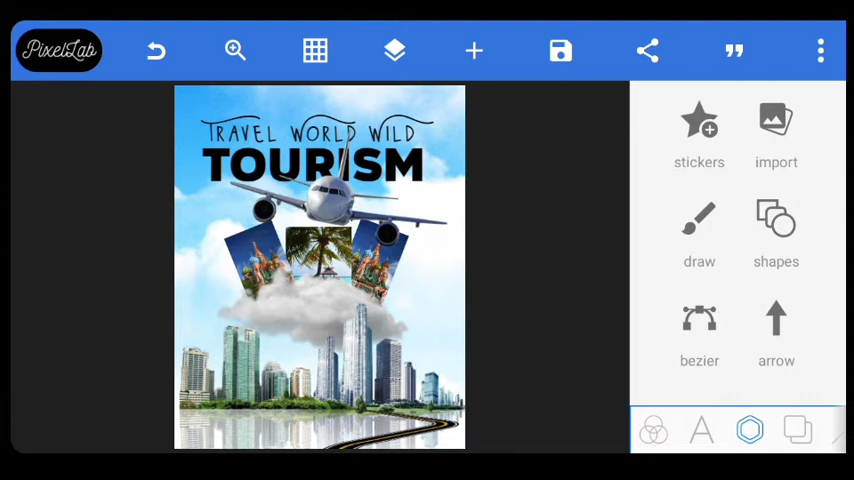 PixelLab
TRAVEL WORLD WILD
TOURISM
stickers
import
draw
shapes
bezier
arrow